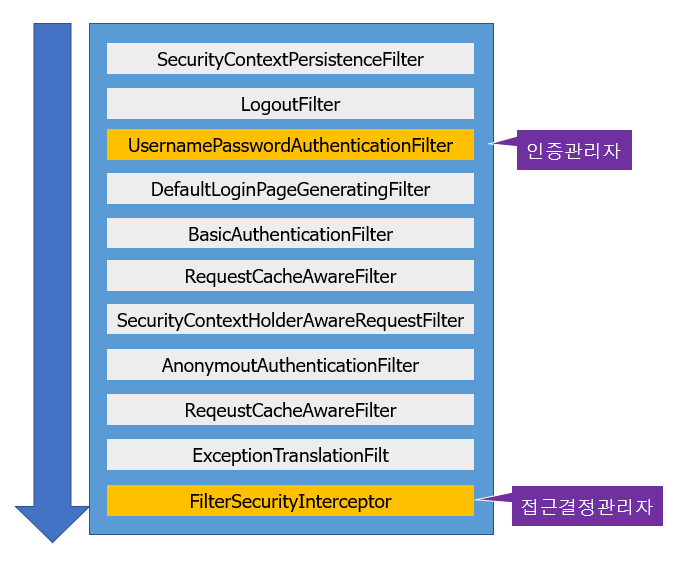 SecurityContextPersistenceFilter
LogoutFilter
UsernamePasswordAuthenticationFilter
인증관리자
DefaultLoginPageGeneratingFilter
BasicAuthenticationFilter
RequestCacheAwareFilter
SecurityContextHolderAwareRequestFilter
AnonymoutAuthenticationFilter
ReqeustCacheAwareFilter
ExceptionTranslationFilt
FilterSecurityInterceptor
접근결정관리자